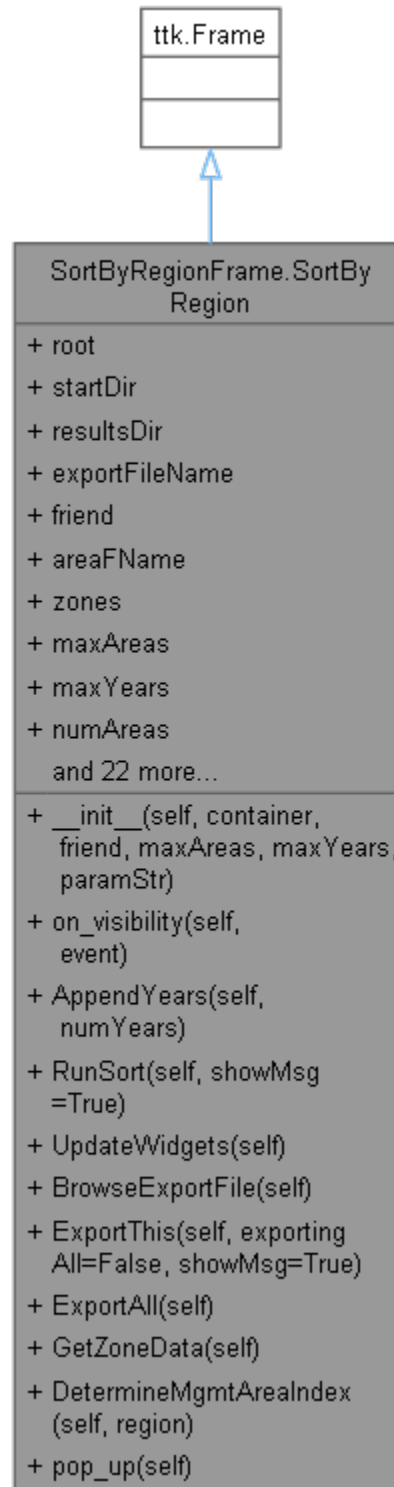 ttk.Frame
SortByRegionFrame.SortBy
Region
+ root
+ startDir
+ resultsDir
+ exportFileName
+ friend
+ areaFName
+ zones
+ maxAreas
+ maxYears
+ numAreas
and 22 more...
+ __init__(self, container,
friend, maxAreas, maxYears,
paramStr)
+ on_visibility(self,
event)
+ AppendYears(self,
numYears)
+ RunSort(self, showMsg
=True)
+ UpdateWidgets(self)
+ BrowseExportFile(self)
+ ExportThis(self, exporting
All=False, showMsg=True)
+ ExportAll(self)
+ GetZoneData(self)
+ DetermineMgmtAreaIndex
(self, region)
+ pop_up(self)